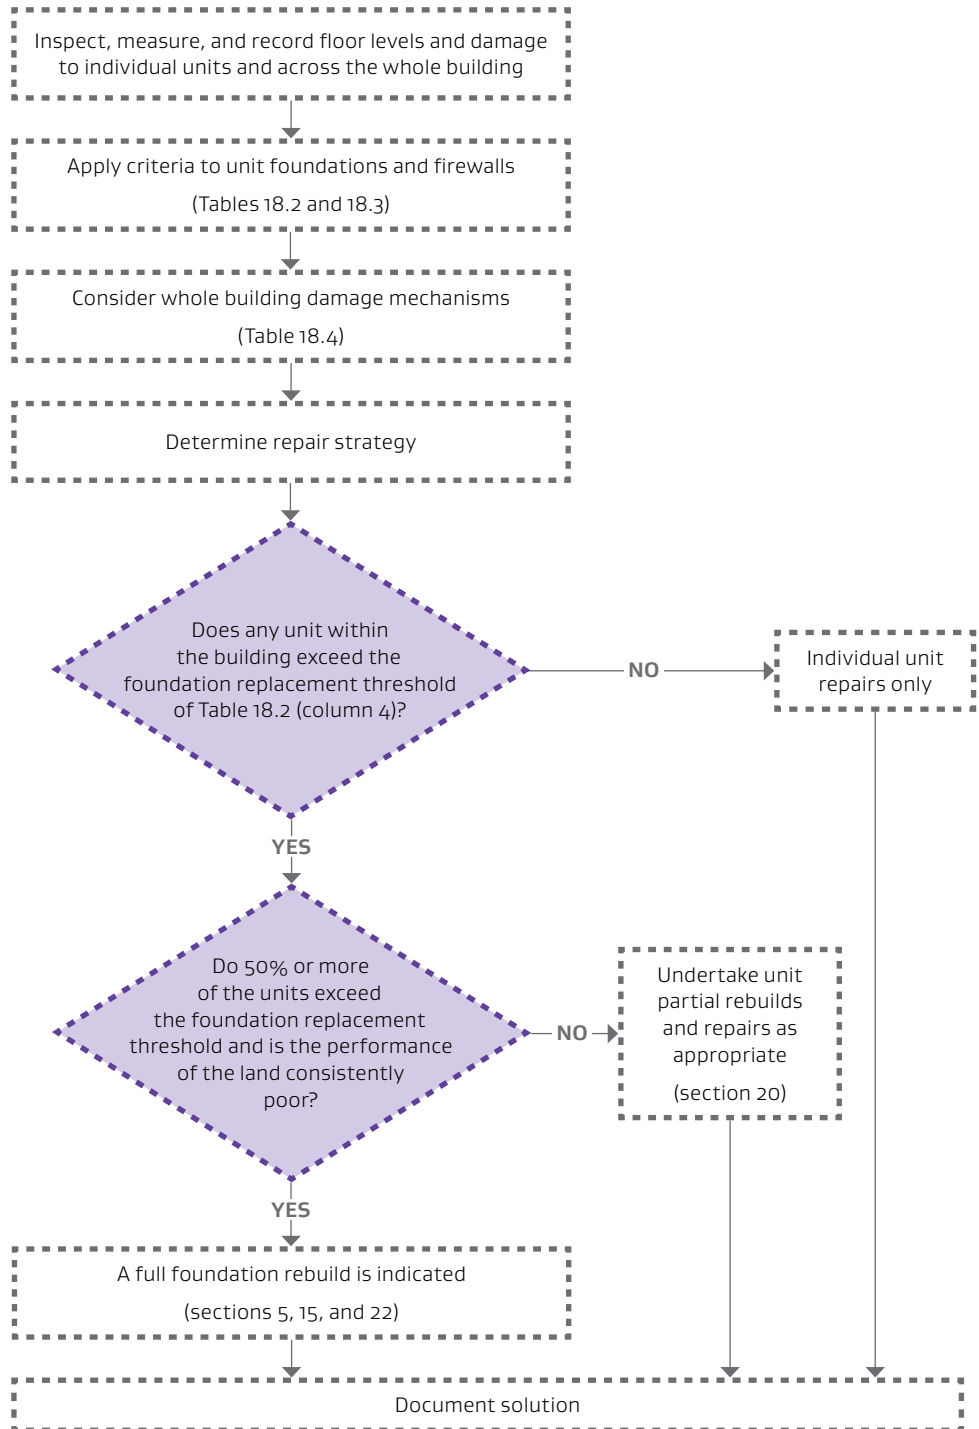 Inspect, measure, and record floor levels and damage
to individual units and across the whole building
Apply criteria to unit foundations and firewalls
(Tables 18.2 and 18.3)
Consider whole building damage mechanisms
(Table 18.4)
Determine repair strategy
Does any unit within
the building exceed the
foundation replacement threshold
of Table 18.2 (column 4)?
NO
Individual unit
repairs only
YES
Do 50% or more
of the units exceed
the foundation replacement
threshold and is the performance
of the land consistently
poor?
NO
Undertake unit
partial rebuilds
and repairs as
appropriate
(section 20)
YES
A full foundation rebuild is indicated
(sections 5, 15, and 22)
Document solution